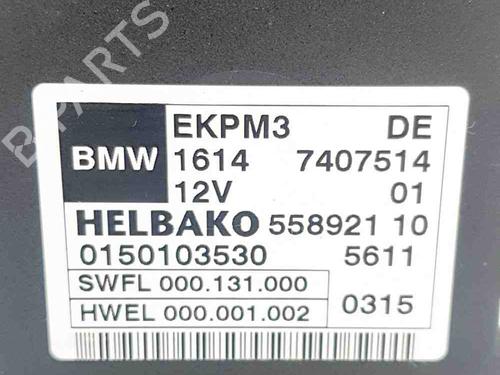 B-PARTS
BMW
EKPM3 DE
1614 7407514
12V 01
HELBAKO 558921 10
0150103530 5611
SWFL 000.131.000
HWEL 000.001.002 0315